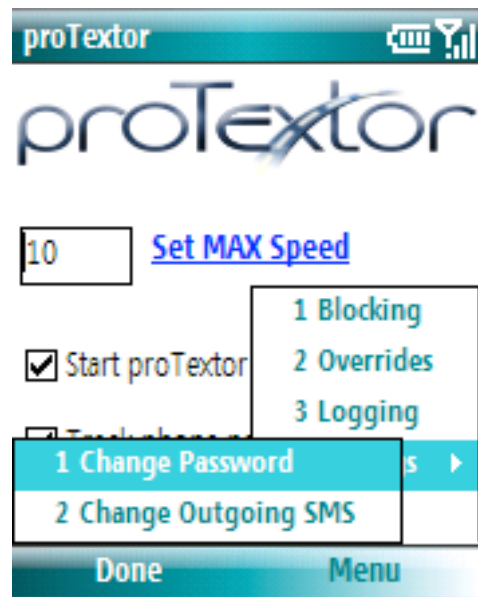 proTextor
proTextor
10 Set MAX Speed
1 Blocking
Start proTextor 2 Overrides
3 Logging
1 Change Password
2 Change Outgoing SMS
Done Menu